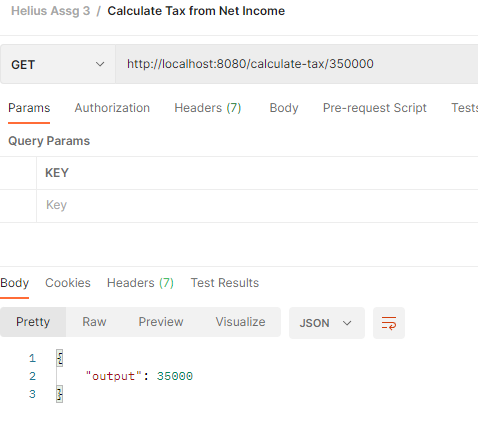 Helius Assg 3 / Calculate Tax from Net Income
GET http://localhost:8080/calculate-tax/350000
Params Authorization Headers (7) Body Pre-request Script Tests
Query Params
KEY
Key
Body Cookies Headers (7) Test Results
Pretty Raw Preview Visualize JSON
1 {
2 "output": 35000
3 }